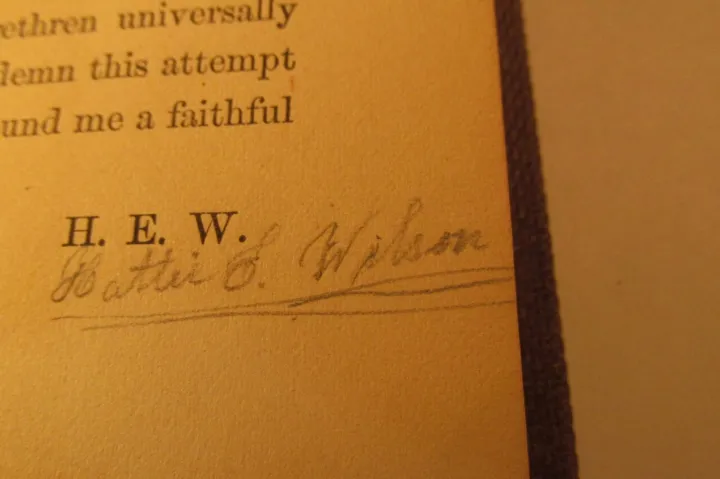 ethren universally
demn this attempt
und me a faithful
H. E. W.
Hattie E. Wilson